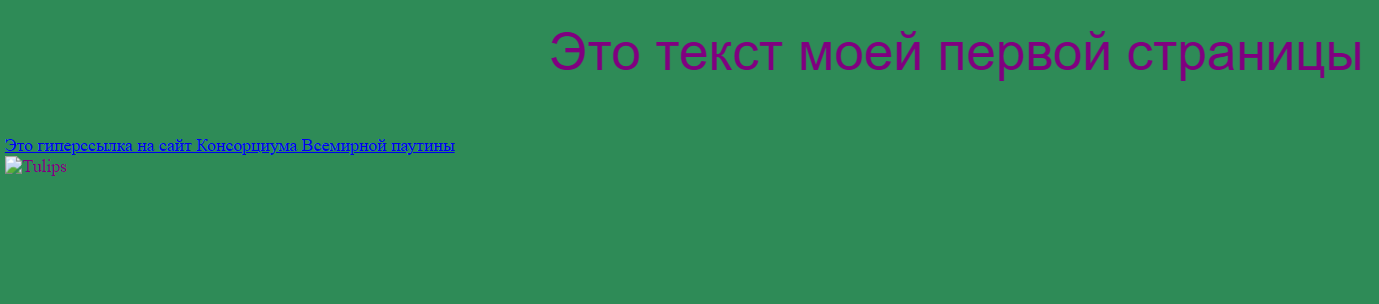 Это текст моей первой страницы
Это гиперссылка на сайт Консорциума Всемирной паутины
Tulips